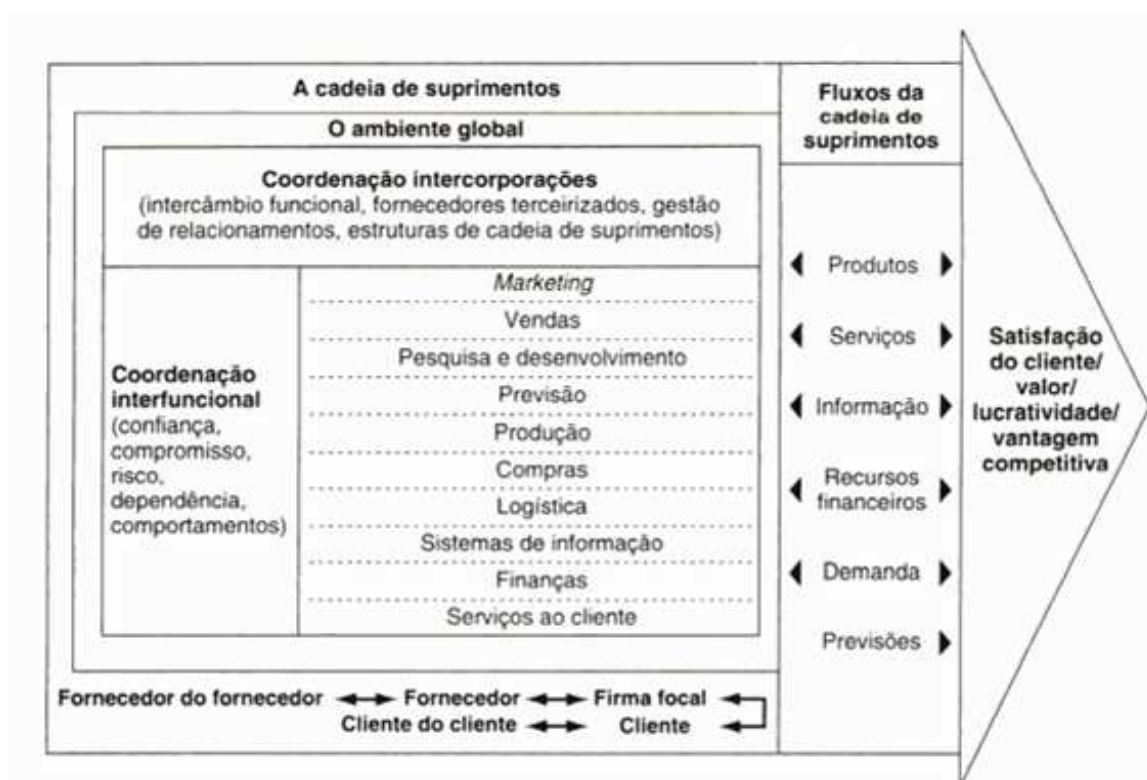 A cadeia de suprimentos
O ambiente global
Coordenação intercorporações
(intercâmbio funcional, fornecedores terceirizados, gestão
de relacionamentos, estruturas de cadeia de suprimentos)
Coordenação
interfuncional
(confiança,
compromisso,
risco,
dependência,
comportamentos)
Marketing
Vendas
Pesquisa e desenvolvimento
Previsão
Produção
Compras
Logística
Sistemas de informação
Finanças
Serviços ao cliente
Fornecedor do fornecedor Fornecedor Firma focal
Cliente do cliente Cliente
Fluxos da
cadeia de
suprimentos
Produtos
Serviços
Informação
Recursos
financeiros
Demanda
Previsões
Satisfação
do cliente/
valor/
lucratividade/
vantagem
competitiva